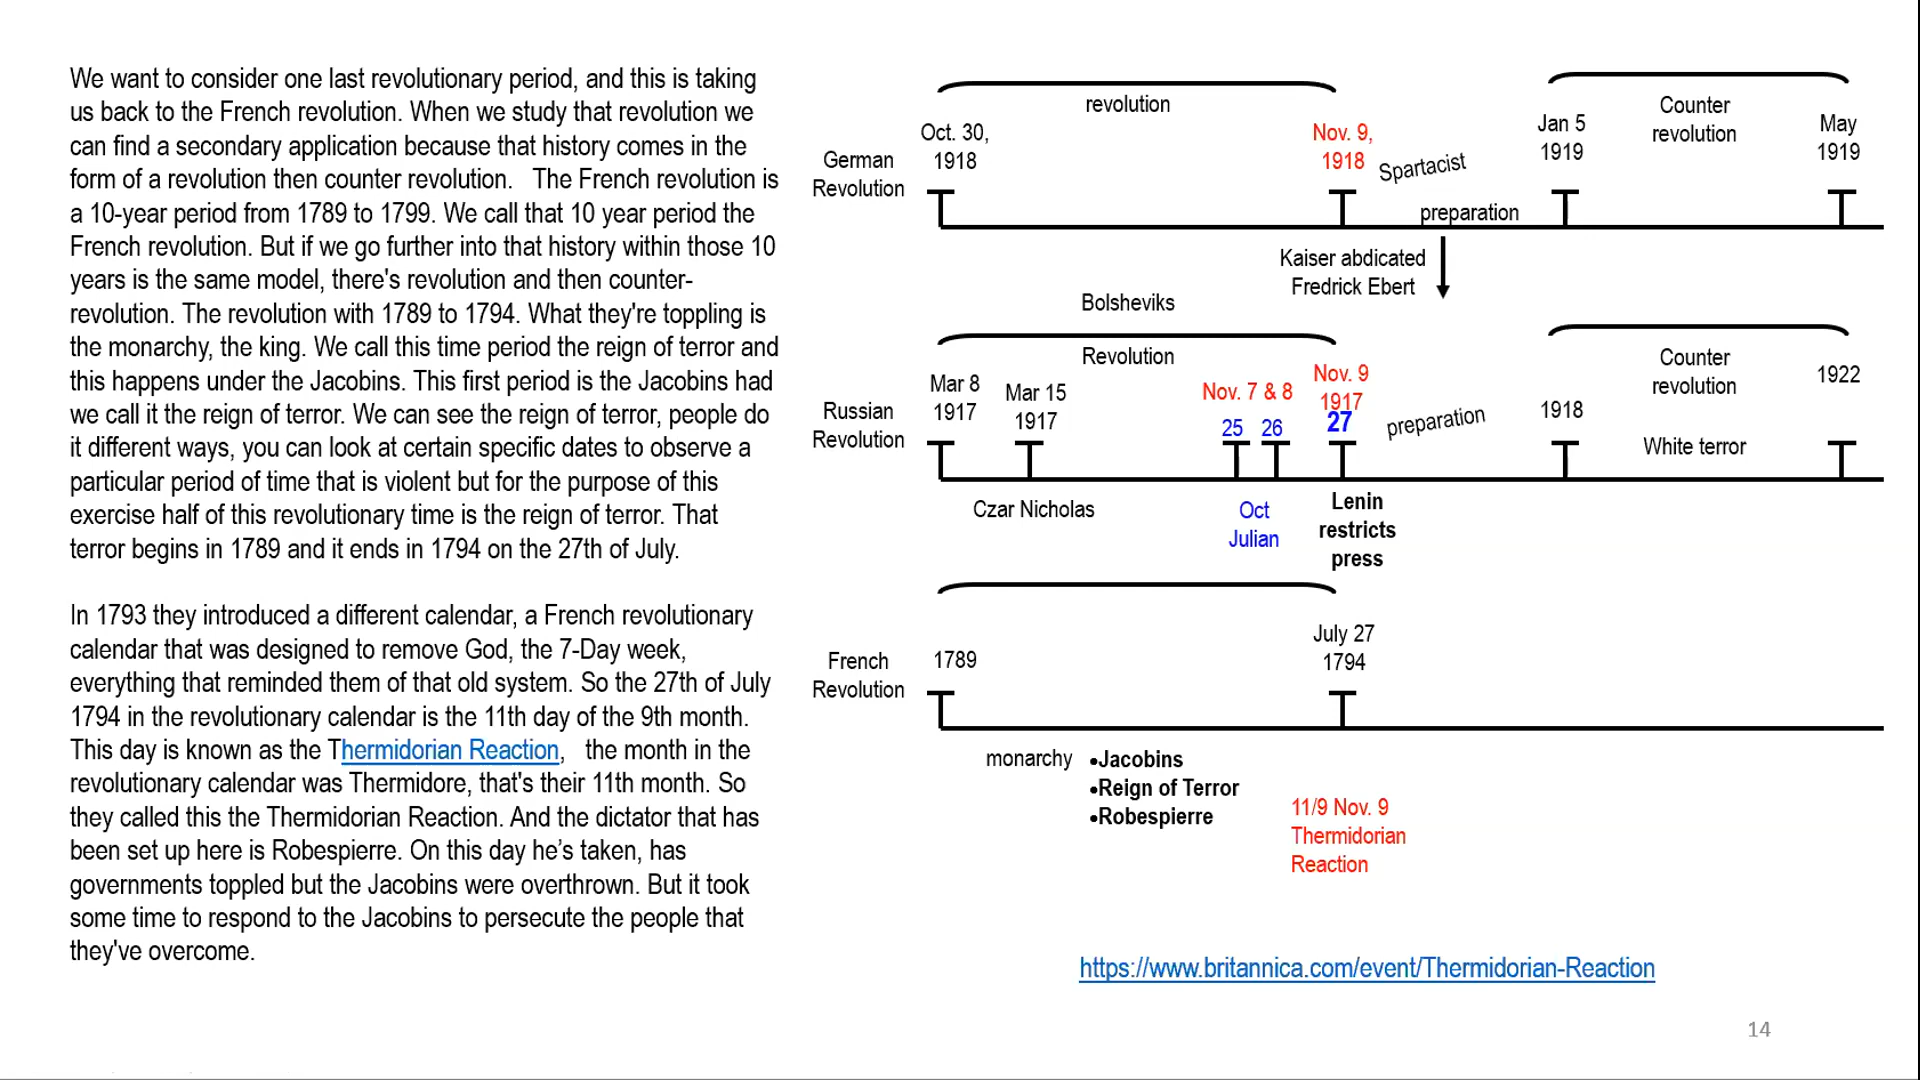 We want to consider one last revolutionary period, and this is taking
us back to the French revolution. When we study that revolution we
can find a secondary application because that history comes in the
form of a revolution then counter revolution.   The French revolution is
a 10-year period from 1789 to 1799. We call that 10 year period the
French revolution. But if we go further into that history within those 10
years is the same model, there's revolution and then counter-
revolution. The revolution with 1789 to 1794. What they're toppling is
the monarchy, the king. We call this time period the reign of terror and
this happens under the Jacobins. This first period is the Jacobins had
we call it the reign of terror. We can see the reign of terror, people do
it different ways, you can look at certain specific dates to observe a
particular period of time that is violent but for the purpose of this
exercise half of this revolutionary time is the reign of terror. That
terror begins in 1789 and it ends in 1794 on the 27th of July.
In 1793 they introduced a different calendar, a French revolutionary
calendar that was designed to remove God, the 7-Day week,
everything that reminded them of that old system. So the 27th of July
1794 in the revolutionary calendar is the 11th day of the 9th month.
This day is known as the Thermidorian Reaction,   the month in the
revolutionary calendar was Thermidore, that's their 11th month. So
they called this the Thermidorian Reaction. And the dictator that has
been set up here is Robespierre. On this day he's taken, has
governments toppled but the Jacobins were overthrown. But it took
some time to respond to the Jacobins to persecute the people that
they've overcome.
German
Revolution
revolution
Oct. 30,
1918
Nov. 9,
1918
Spartacist
preparation
Jan 5
1919
Counter
revolution
May
1919
Kaiser abdicated
Fredrick Ebert
Bolsheviks
Revolution
Russian
Revolution
Mar 8
1917
Mar 15
1917
Nov. 7 & 8
25
26
Nov. 9
1917
27
preparation
1918
Counter
revolution
White terror
1922
Czar Nicholas
Oct
Julian
Lenin
restricts
press
French
Revolution
1789
July 27
1794
monarchy
•Jacobins
•Reign of Terror
•Robespierre
11/9 Nov. 9
Thermidorian
Reaction
https://www.britannica.com/event/Thermidorian-Reaction
14